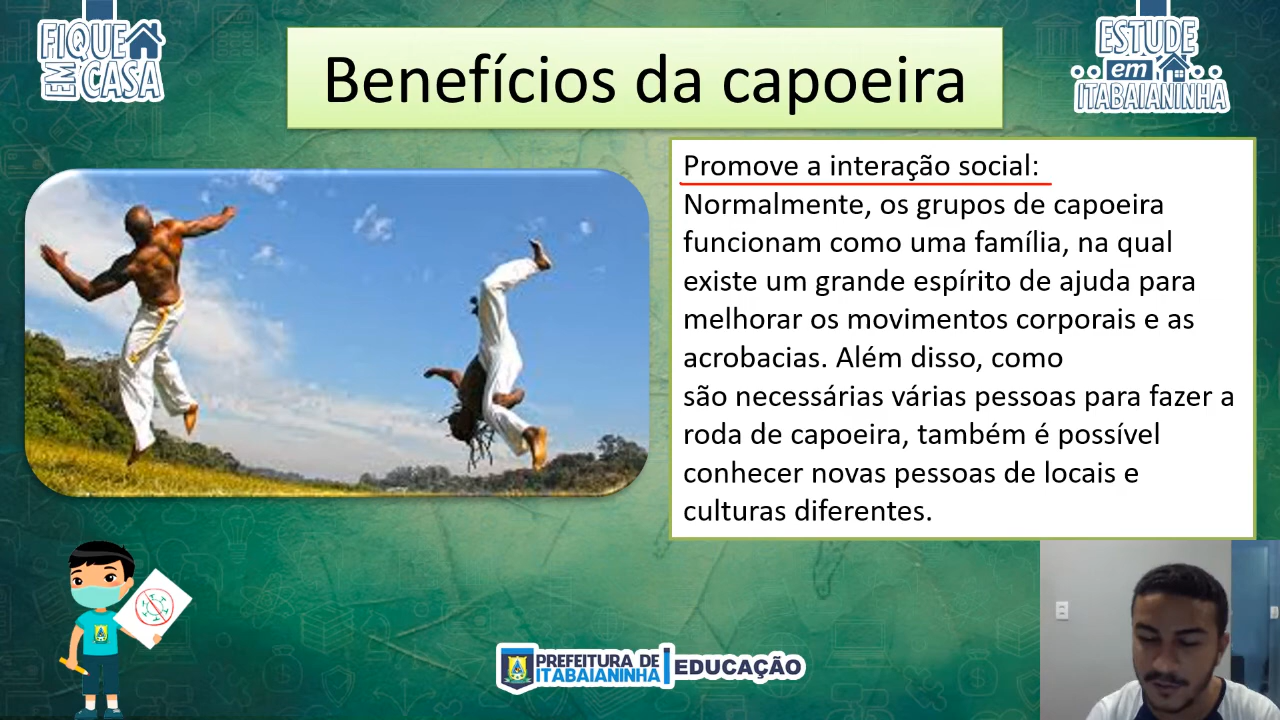 FIQUE
EM CASA
Benefícios da capoeira
ESTUDE
em
ITABAIANINHA
Promove a interação social:
Normalmente, os grupos de capoeira
funcionam como uma família, na qual
existe um grande espírito de ajuda para
melhorar os movimentos corporais e as
acrobacias. Além disso, como
são necessárias várias pessoas para fazer a
roda de capoeira, também é possível
conhecer novas pessoas de locais e
culturas diferentes.
PREFEITURA DE
ITABAIANINHA
EDUCAÇÃO